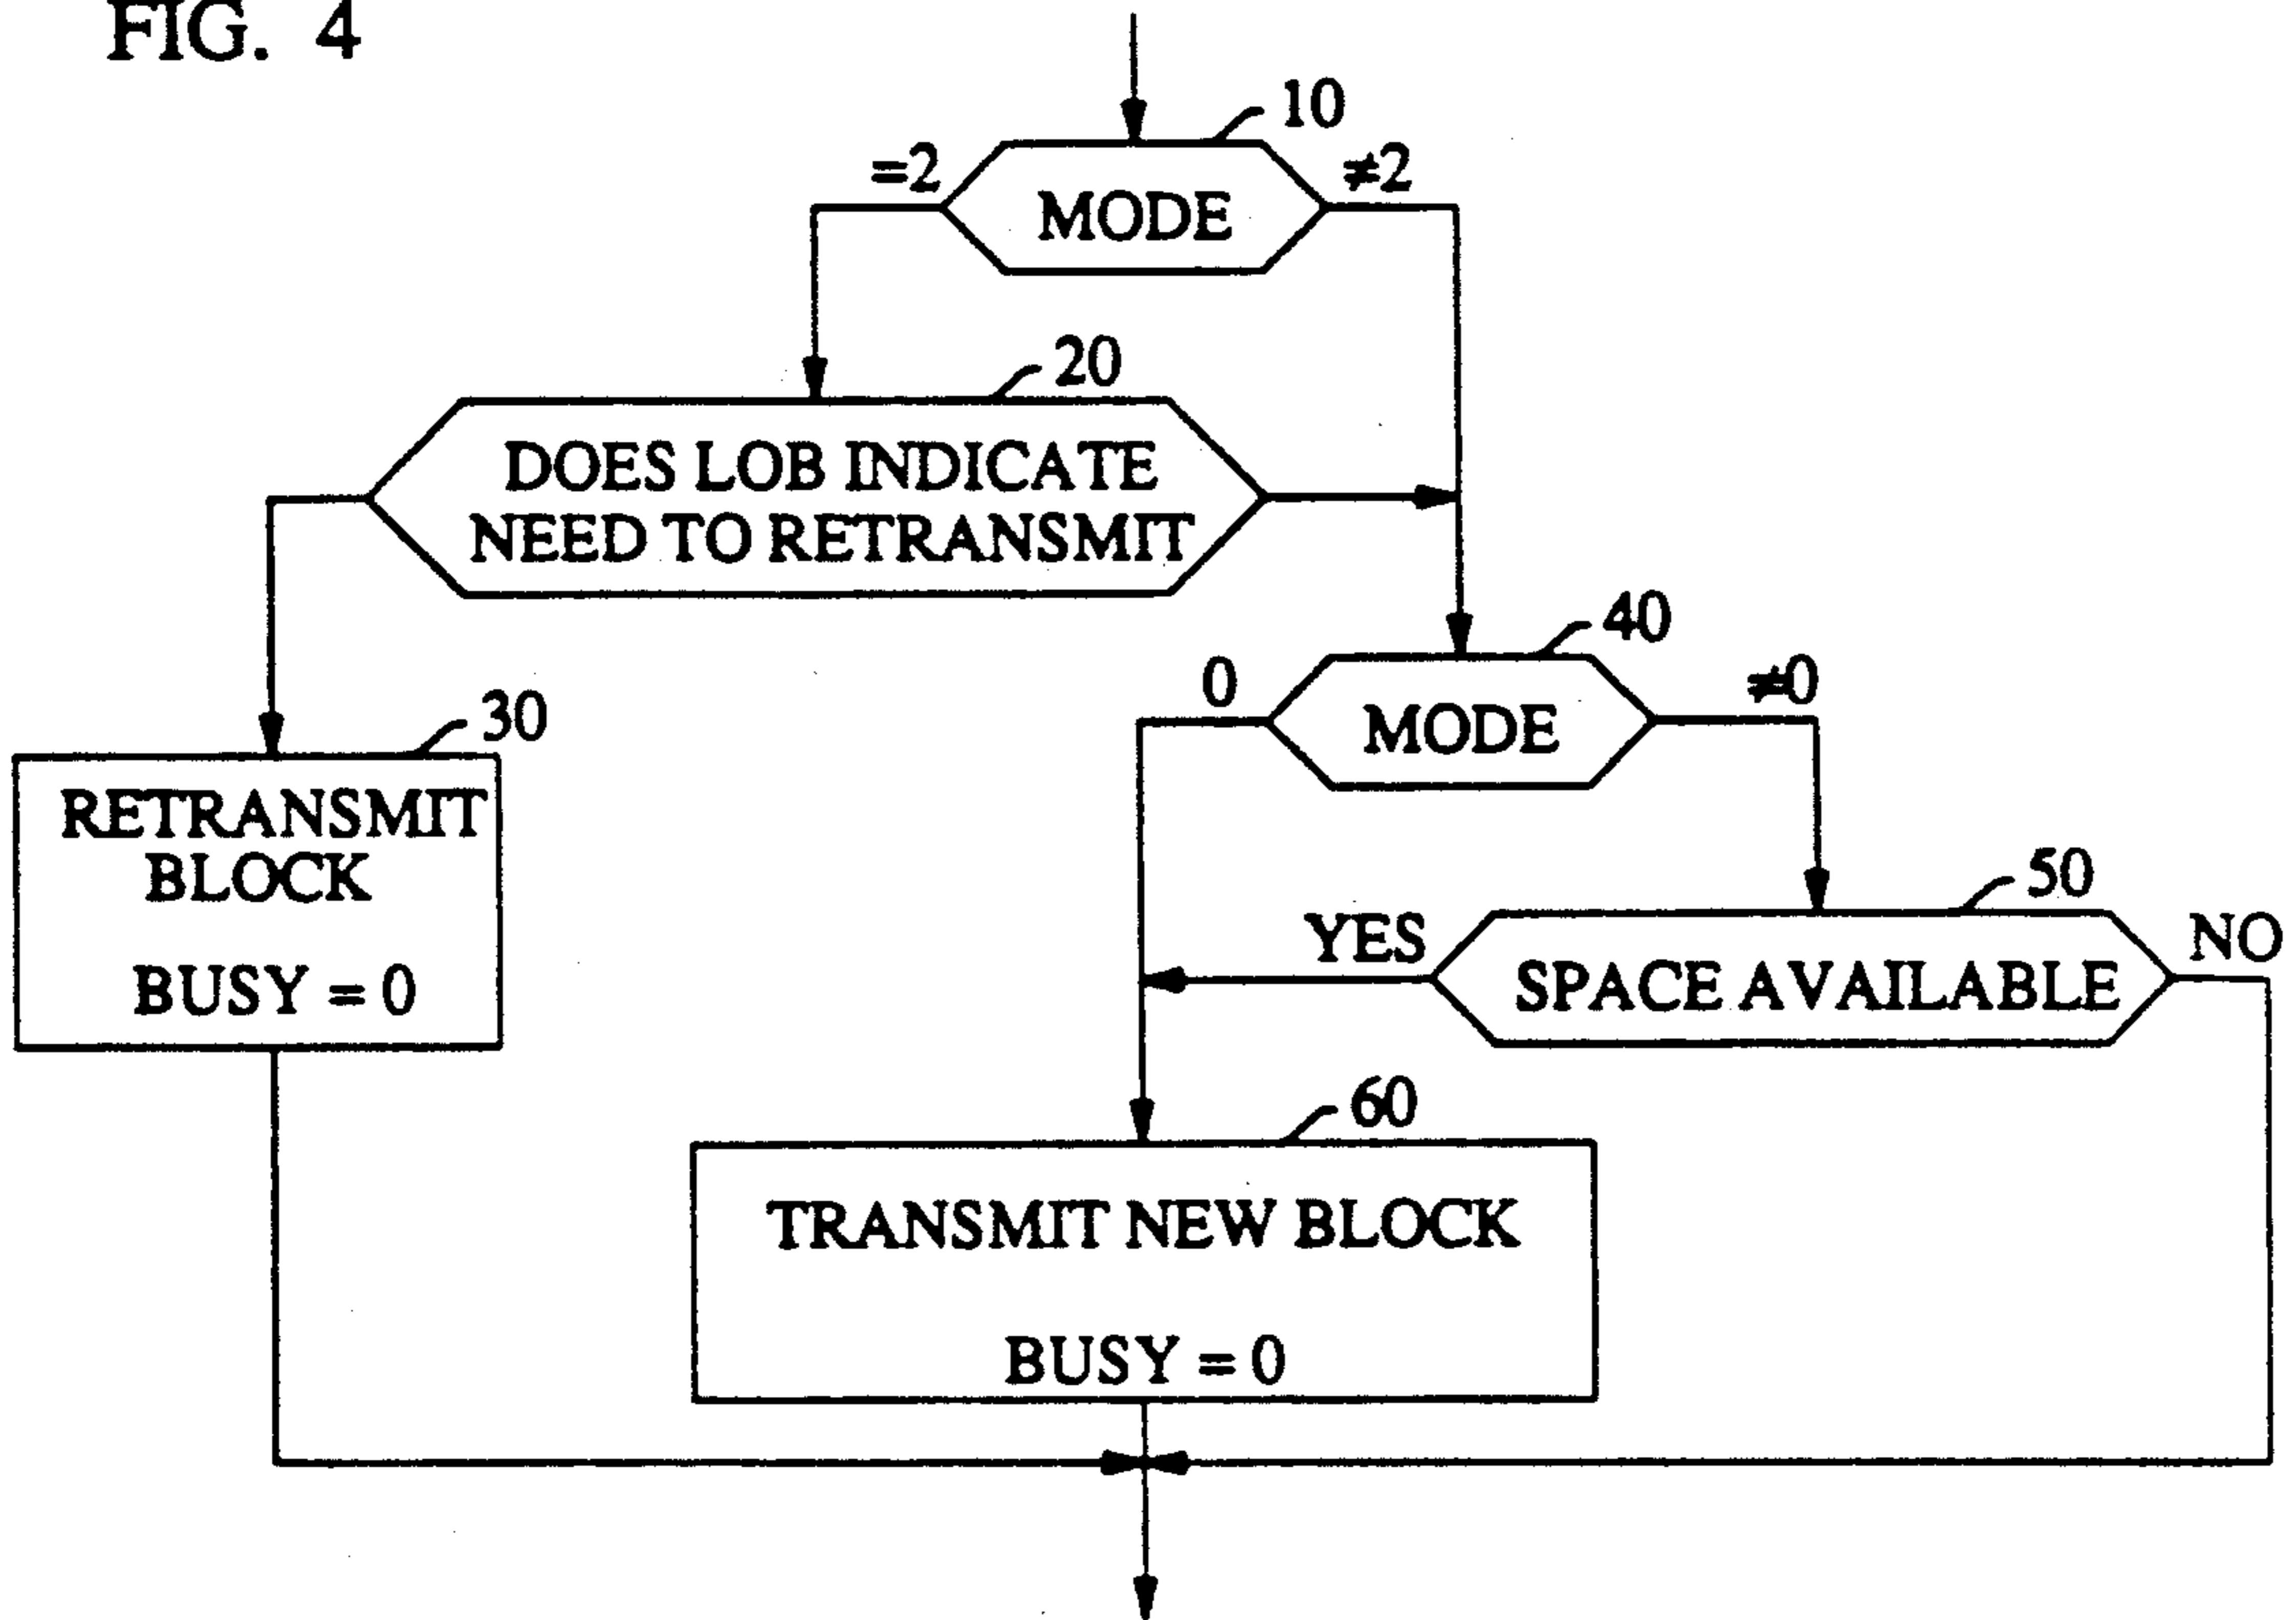 FIG. 4
10
=2
≠2
MODE
20
DOES LOB INDICATE
NEED TO RETRANSMIT
40
0
≠0
MODE
30
RETRANSMIT
BLOCK
BUSY = 0
50
YES
NO
SPACE AVAILABLE
60
TRANSMIT NEW BLOCK
BUSY = 0